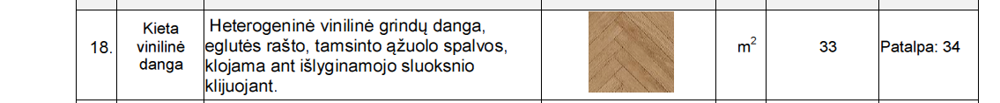 18.
Kieta
vinilinė
danga
Heterogeninė vinilinė grindų danga,
eglutės rašto, tamsinto ąžuolo spalvos,
klojama ant išlyginamojo sluoksnio
klijuojant.
m²
33
Patalpa: 34